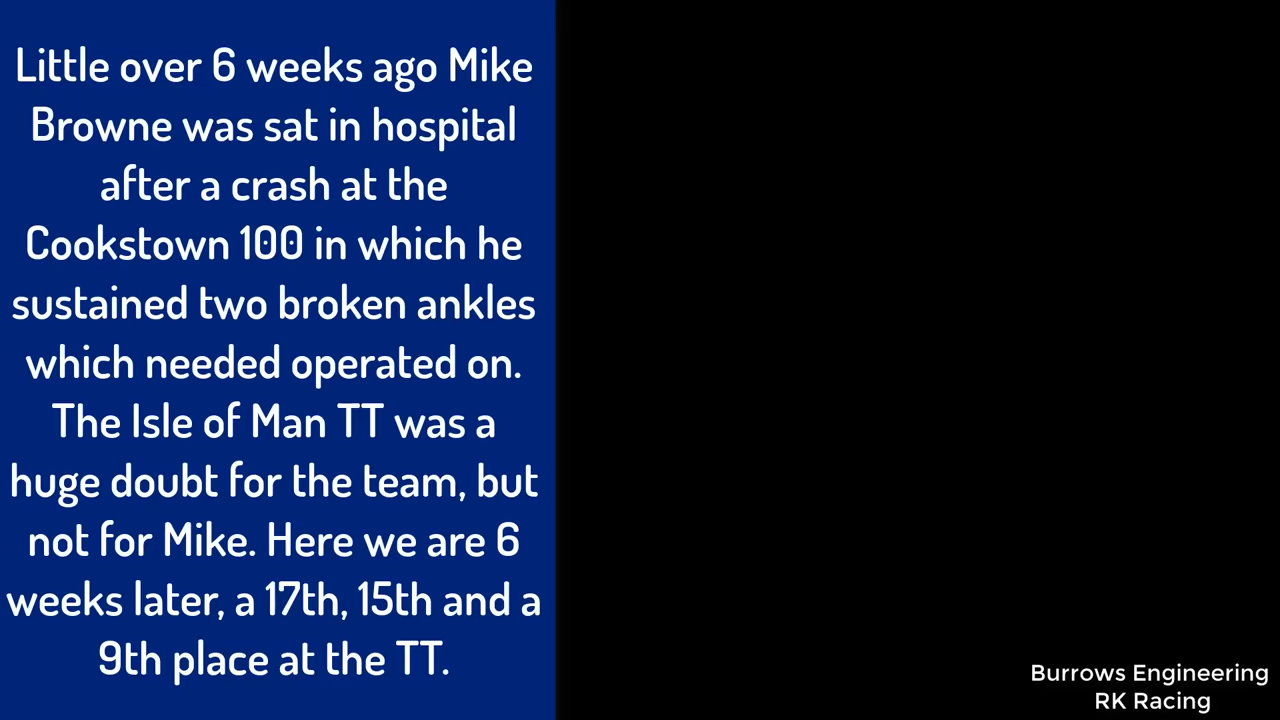 Little over 6 weeks ago Mike
Browne was sat in hospital
after a crash at the
Cookstown 100 in which he
sustained two broken ankles
which needed operated on.
The Isle of Man TT was a
huge doubt for the team, but
not for Mike. Here we are 6
weeks later, a 17th, 15th and a
9th place at the TT.
Burrows Engineering
RK Racing